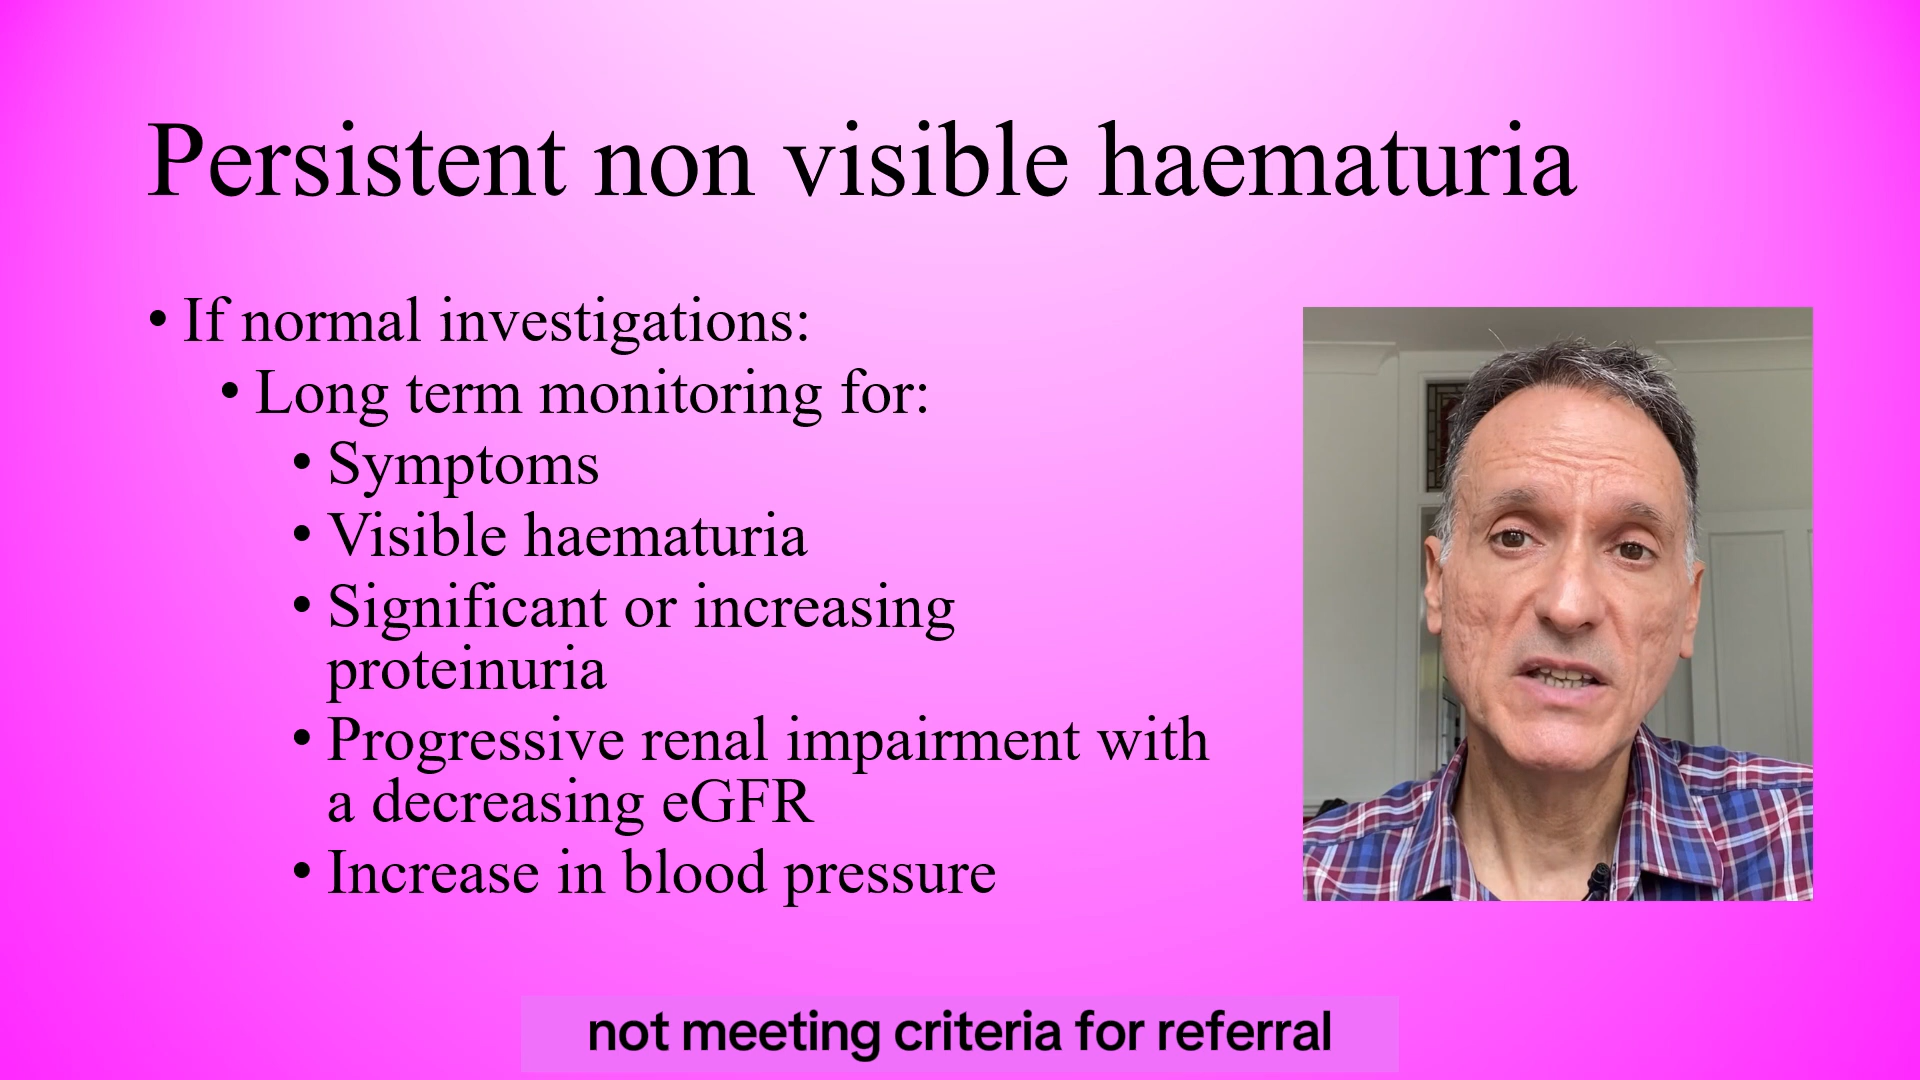 Persistent non visible haematuria
• If normal investigations:
• Long term monitoring for:
• Symptoms
• Visible haematuria
• Significant or increasing
proteinuria
• Progressive renal impairment with
a decreasing eGFR
• Increase in blood pressure
not meeting criteria for referral